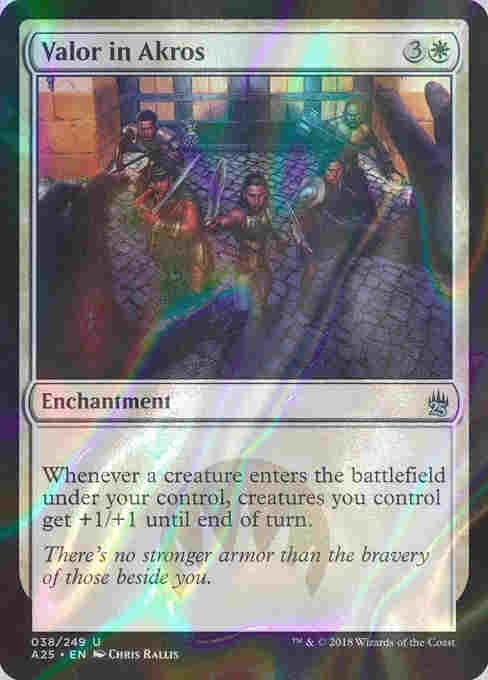 Valor in Akros 3
Enchantment 25
Whenever a creature enters the battlefield
under your control, creatures you control
get +1/+1 until end of turn.
There's no stronger armor than the bravery
of those beside you.
038/249 U
A25 • EN Chris Rallis
™ & © 2018 Wizards of the Coast